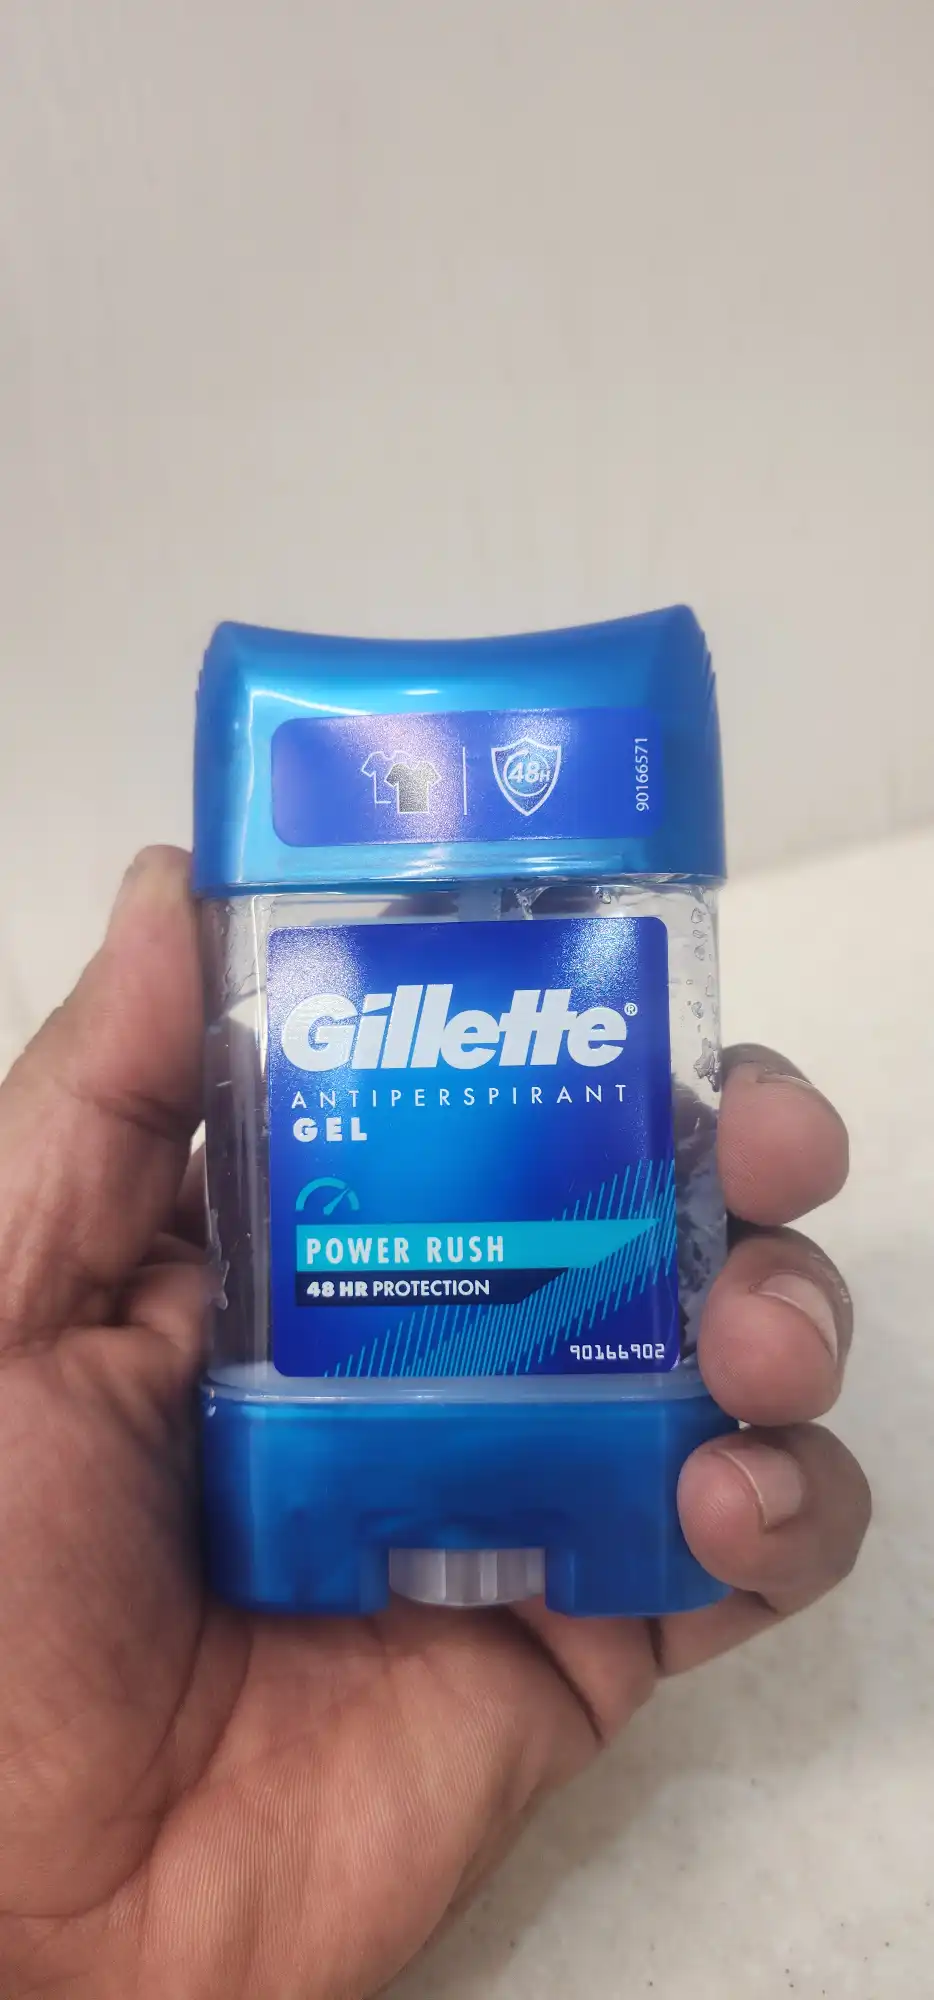 48H
90166571
Gillette®
ANTIPERSPIRANT
GEL
POWER RUSH
48 HR PROTECTION
90166902